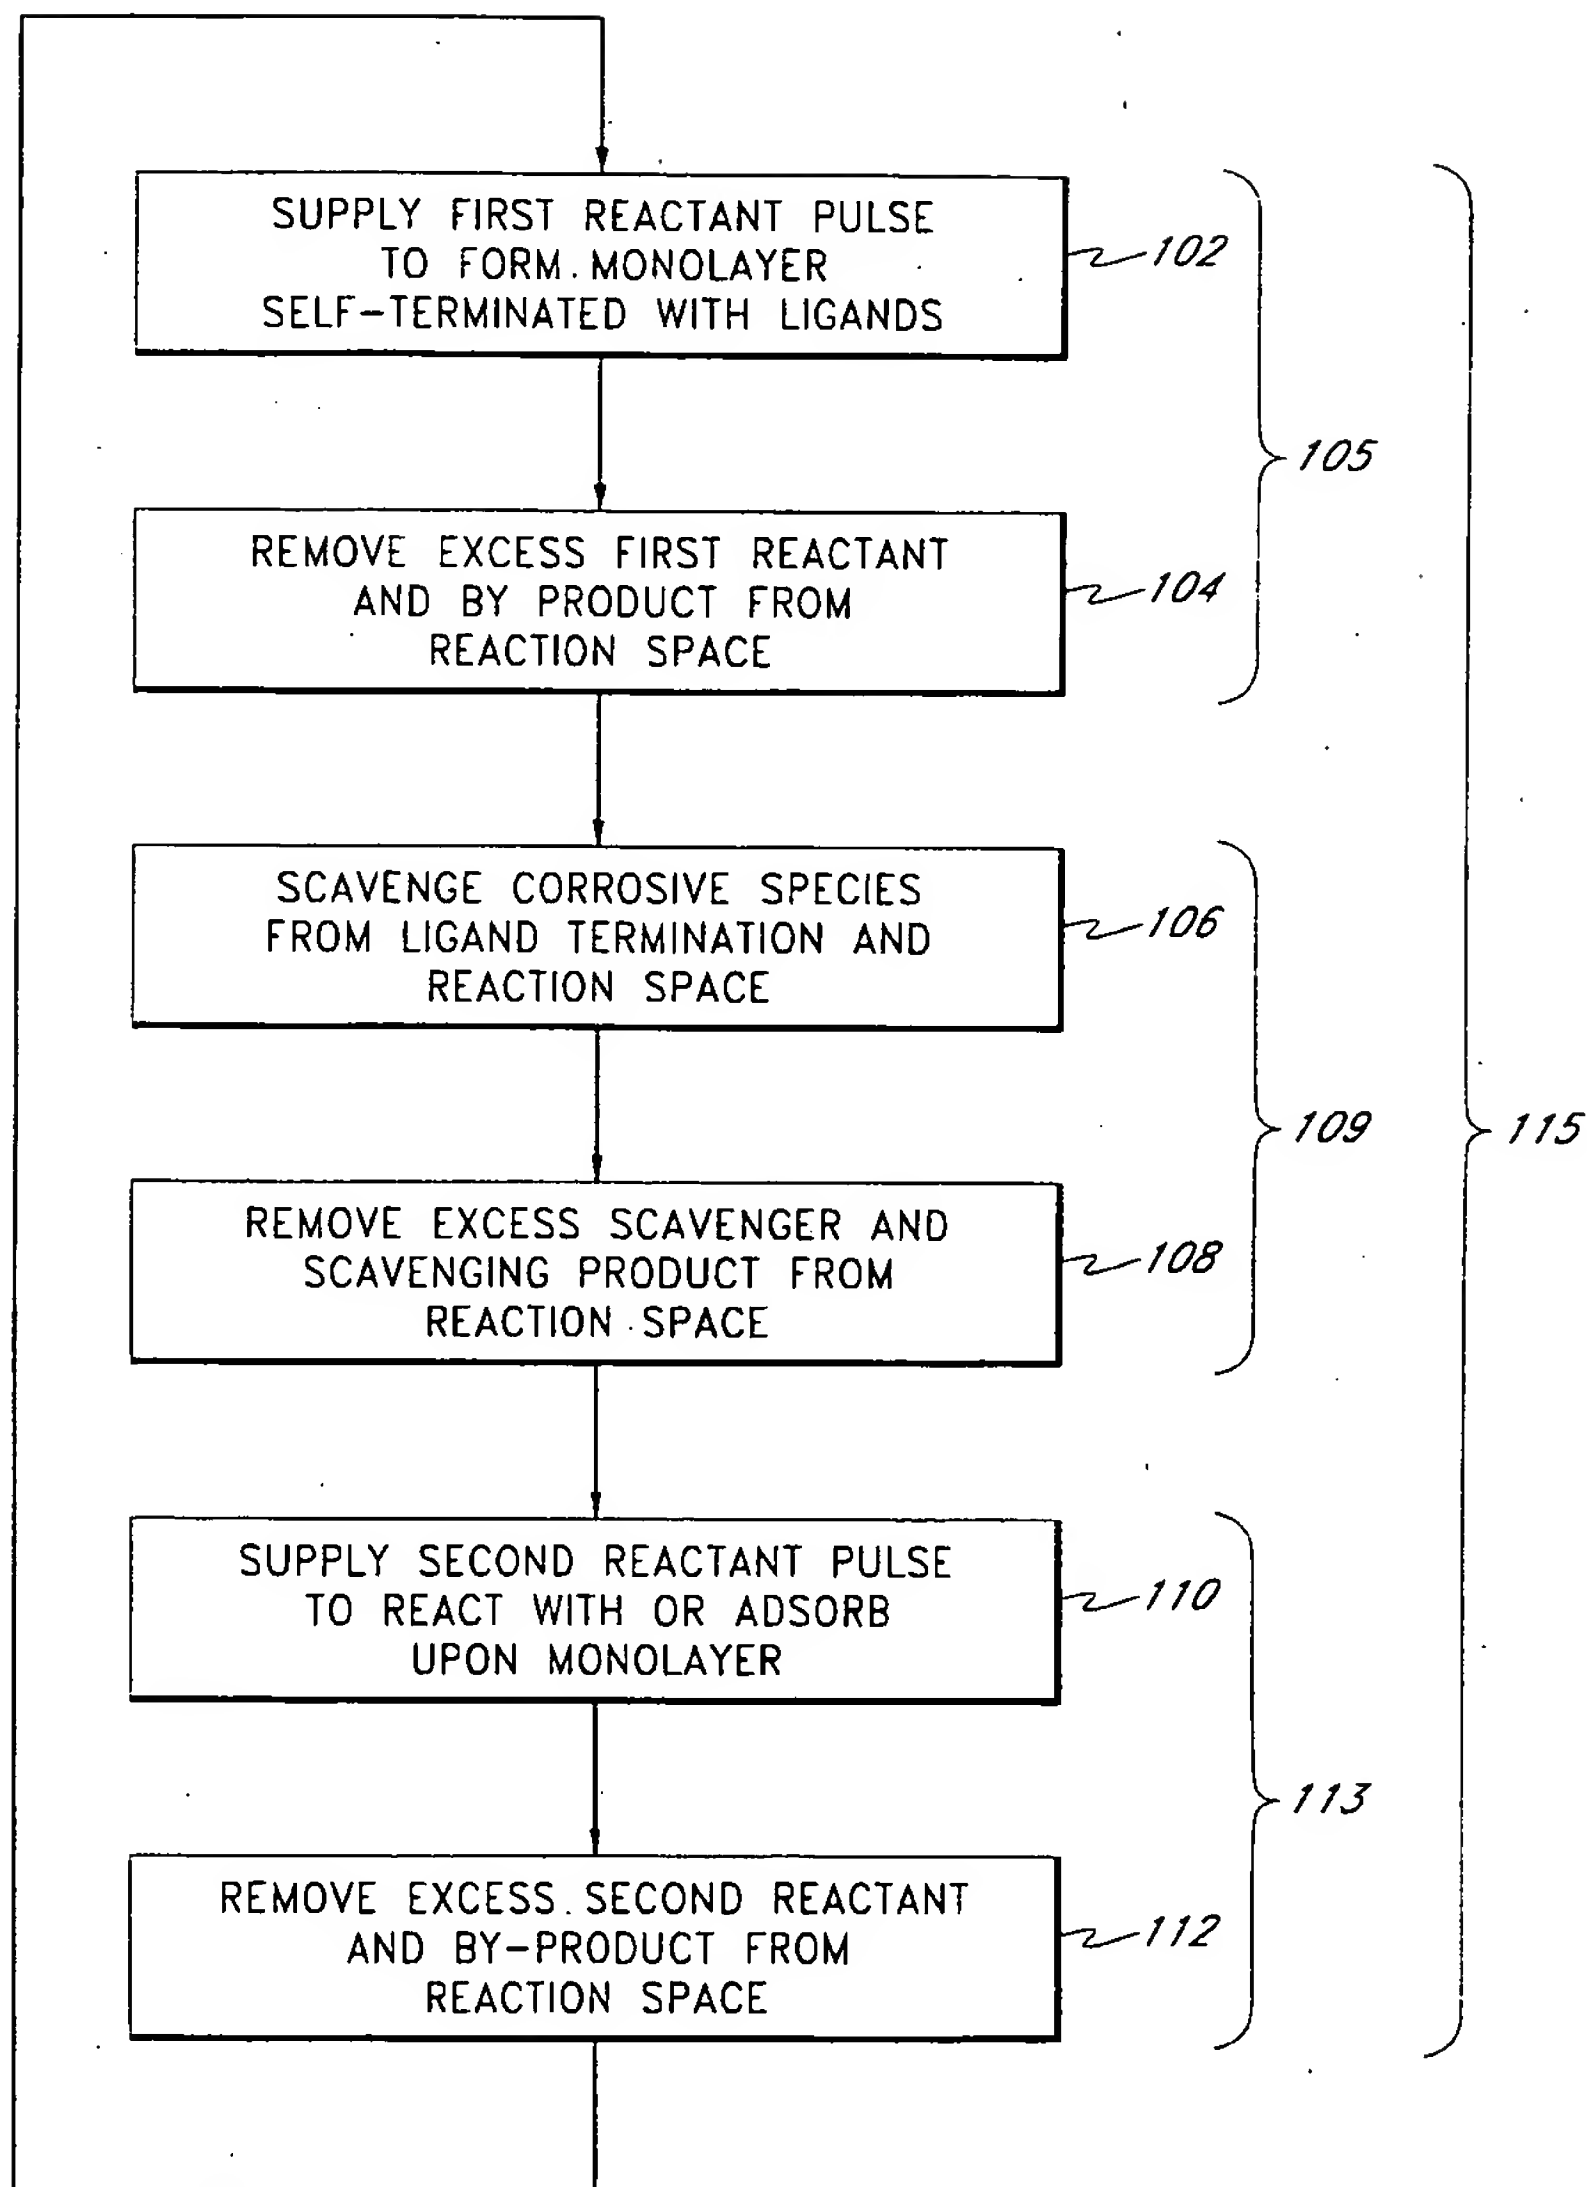 SUPPLY FIRST REACTANT PULSE
TO FORM MONOLAYER
SELF-TERMINATED WITH LIGANDS
102
105
REMOVE EXCESS FIRST REACTANT
AND BY PRODUCT FROM
REACTION SPACE
104
SCAVENGE CORROSIVE SPECIES
FROM LIGAND TERMINATION AND
REACTION SPACE
106
109
115
REMOVE EXCESS SCAVENGER AND
SCAVENGING PRODUCT FROM
REACTION SPACE
108
SUPPLY SECOND REACTANT PULSE
TO REACT WITH OR ADSORB
UPON MONOLAYER
110
113
REMOVE EXCESS SECOND REACTANT
AND BY-PRODUCT FROM
REACTION SPACE
112